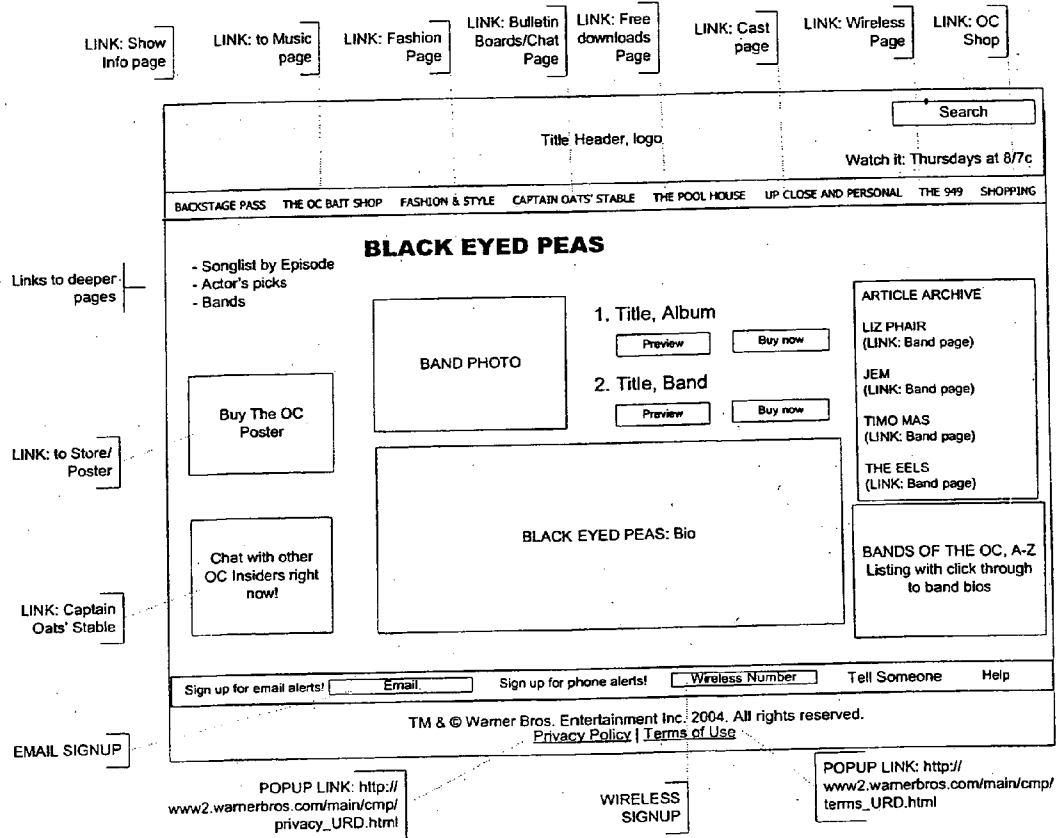 LINK: Show
Info page
LINK: to Music
page
LINK: Fashion
Page
LINK: Bulletin
Boards/Chat
Page
LINK: Free
downloads
Page
LINK: Cast
page
LINK: Wireless
Page
LINK: OC
Shop
Search
Title Header, logo
Watch it: Thursdays at 8/7c
BACKSTAGE PASS THE OC BAIT SHOP FASHION & STYLE CAPTAIN OATS' STABLE THE POOL HOUSE UP CLOSE AND PERSONAL THE 949 SHOPPING
Links to deeper
pages
- Songlist by Episode
- Actor's picks
- Bands
BLACK EYED PEAS
BAND PHOTO
1. Title, Album
Preview Buy now
2. Title, Band
Preview Buy now
ARTICLE ARCHIVE
LIZ PHAIR
(LINK: Band page)
JEM
(LINK: Band page)
TIMO MAS
(LINK: Band page)
THE EELS
(LINK: Band page)
LINK: to Store/
Poster
Buy The OC
Poster
BLACK EYED PEAS: Bio
BANDS OF THE OC, A-Z
Listing with click through
to band bios
LINK: Captain
Oats' Stable
Chat with other
OC Insiders right
now!
Sign up for email alerts! Email Sign up for phone alerts! Wireless Number Tell Someone Help
TM & © Warner Bros. Entertainment Inc. 2004. All rights reserved.
Privacy Policy | Terms of Use
EMAIL SIGNUP
POPUP LINK: http://
www2.warnerbros.com/main/cmp/
privacy_URD.html
WIRELESS
SIGNUP
POPUP LINK: http://
www2.warnerbros.com/main/cmp/
terms_URD.html